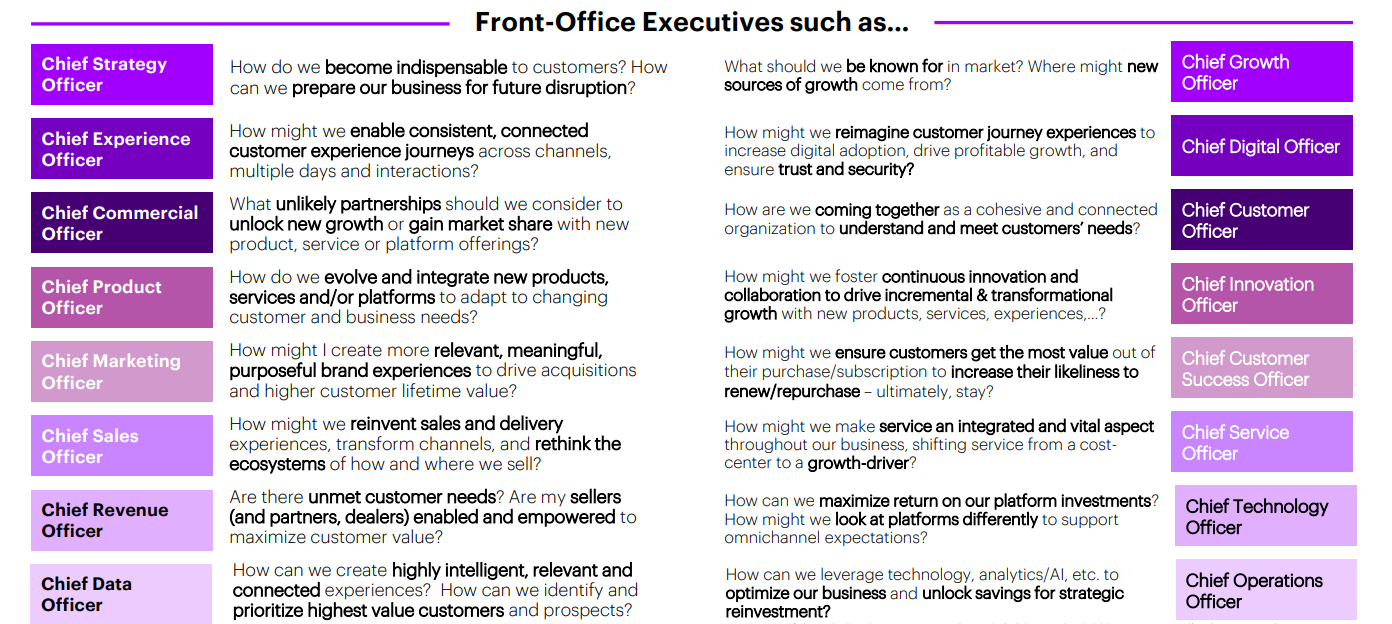 Front-Office Executives such as...
Chief Strategy
Officer
How do we become indispensable to customers? How
can we prepare our business for future disruption?
What should we be known for in market? Where might new
sources of growth come from?
Chief Growth
Officer
Chief Experience
Officer
How might we enable consistent, connected
customer experience journeys across channels,
multiple days and interactions?
How might we reimagine customer journey experiences to
increase digital adoption, drive profitable growth, and
ensure trust and security?
Chief Digital Officer
Chief Commercial
Officer
What unlikely partnerships should we consider to
unlock new growth or gain market share with new
product, service or platform offerings?
How are we coming together as a cohesive and connected
organization to understand and meet customers' needs?
Chief Customer
Officer
Chief Product
Officer
How do we evolve and integrate new products,
services and/or platforms to adapt to changing
customer and business needs?
How might we foster continuous innovation and
collaboration to drive incremental & transformational
growth with new products, services, experiences,...?
Chief Innovation
Officer
Chief Marketing
Officer
How might I create more relevant, meaningful,
purposeful brand experiences to drive acquisitions
and higher customer lifetime value?
How might we ensure customers get the most value out of
their purchase/subscription to increase their likeliness to
renew/repurchase – ultimately, stay?
Chief Customer
Success Officer
Chief Sales
Officer
How might we reinvent sales and delivery
experiences, transform channels, and rethink the
ecosystems of how and where we sell?
How might we make service an integrated and vital aspect
throughout our business, shifting service from a cost-
center to a growth-driver?
Chief Service
Officer
Chief Revenue
Officer
Are there unmet customer needs? Are my sellers
(and partners, dealers) enabled and empowered to
maximize customer value?
How can we maximize return on our platform investments?
How might we look at platforms differently to support
omnichannel expectations?
Chief Technology
Officer
Chief Data
Officer
How can we create highly intelligent, relevant and
connected experiences? How can we identify and
prioritize highest value customers and prospects?
How can we leverage technology, analytics/AI, etc. to
optimize our business and unlock savings for strategic
reinvestment?
Chief Operations
Officer